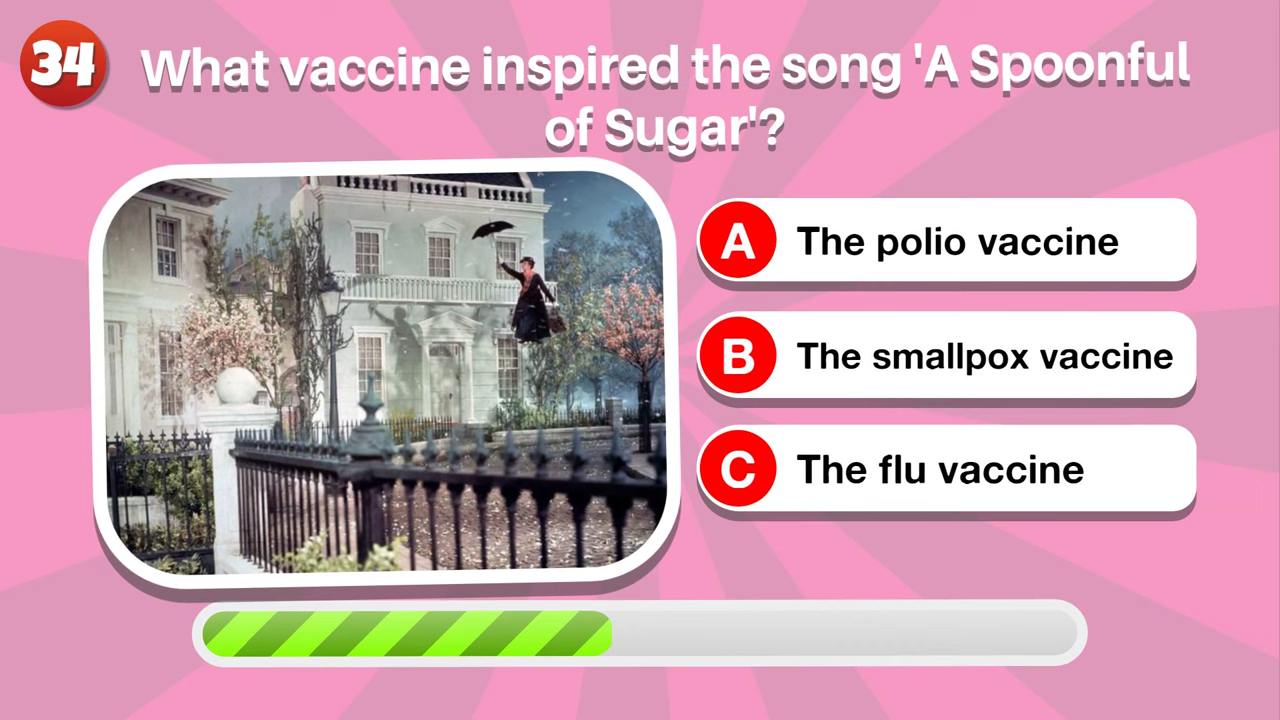 34
What vaccine inspired the song 'A Spoonful
of Sugar'?
A The polio vaccine
B The smallpox vaccine
C The flu vaccine